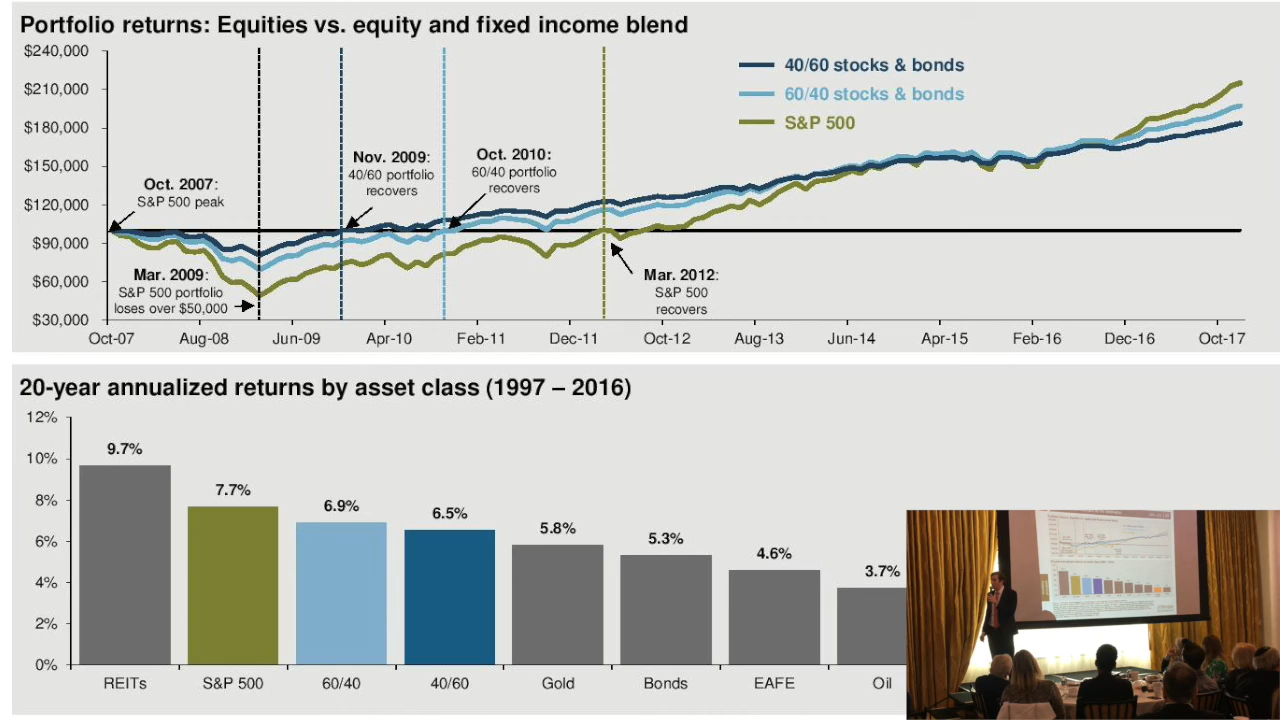 Portfolio returns: Equities vs. equity and fixed income blend
$240,000
$210,000
$180,000
$150,000
$120,000
$90,000
$60,000
$30,000
40/60 stocks & bonds
60/40 stocks & bonds
S&P 500
Oct. 2007:
S&P 500 peak
Nov. 2009:
40/60 portfolio
recovers
Oct. 2010:
60/40 portfolio
recovers
Mar. 2009:
S&P 500 portfolio
loses over $50,000
Mar. 2012:
S&P 500
recovers
Oct-07 Aug-08 Jun-09 Apr-10 Feb-11 Dec-11 Oct-12 Aug-13 Jun-14 Apr-15 Feb-16 Dec-16 Oct-17
20-year annualized returns by asset class (1997 – 2016)
12%
10%
8%
6%
4%
2%
0%
9.7%
7.7%
6.9%
6.5%
5.8%
5.3%
4.6%
3.7%
REITs S&P 500 60/40 40/60 Gold Bonds EAFE Oil